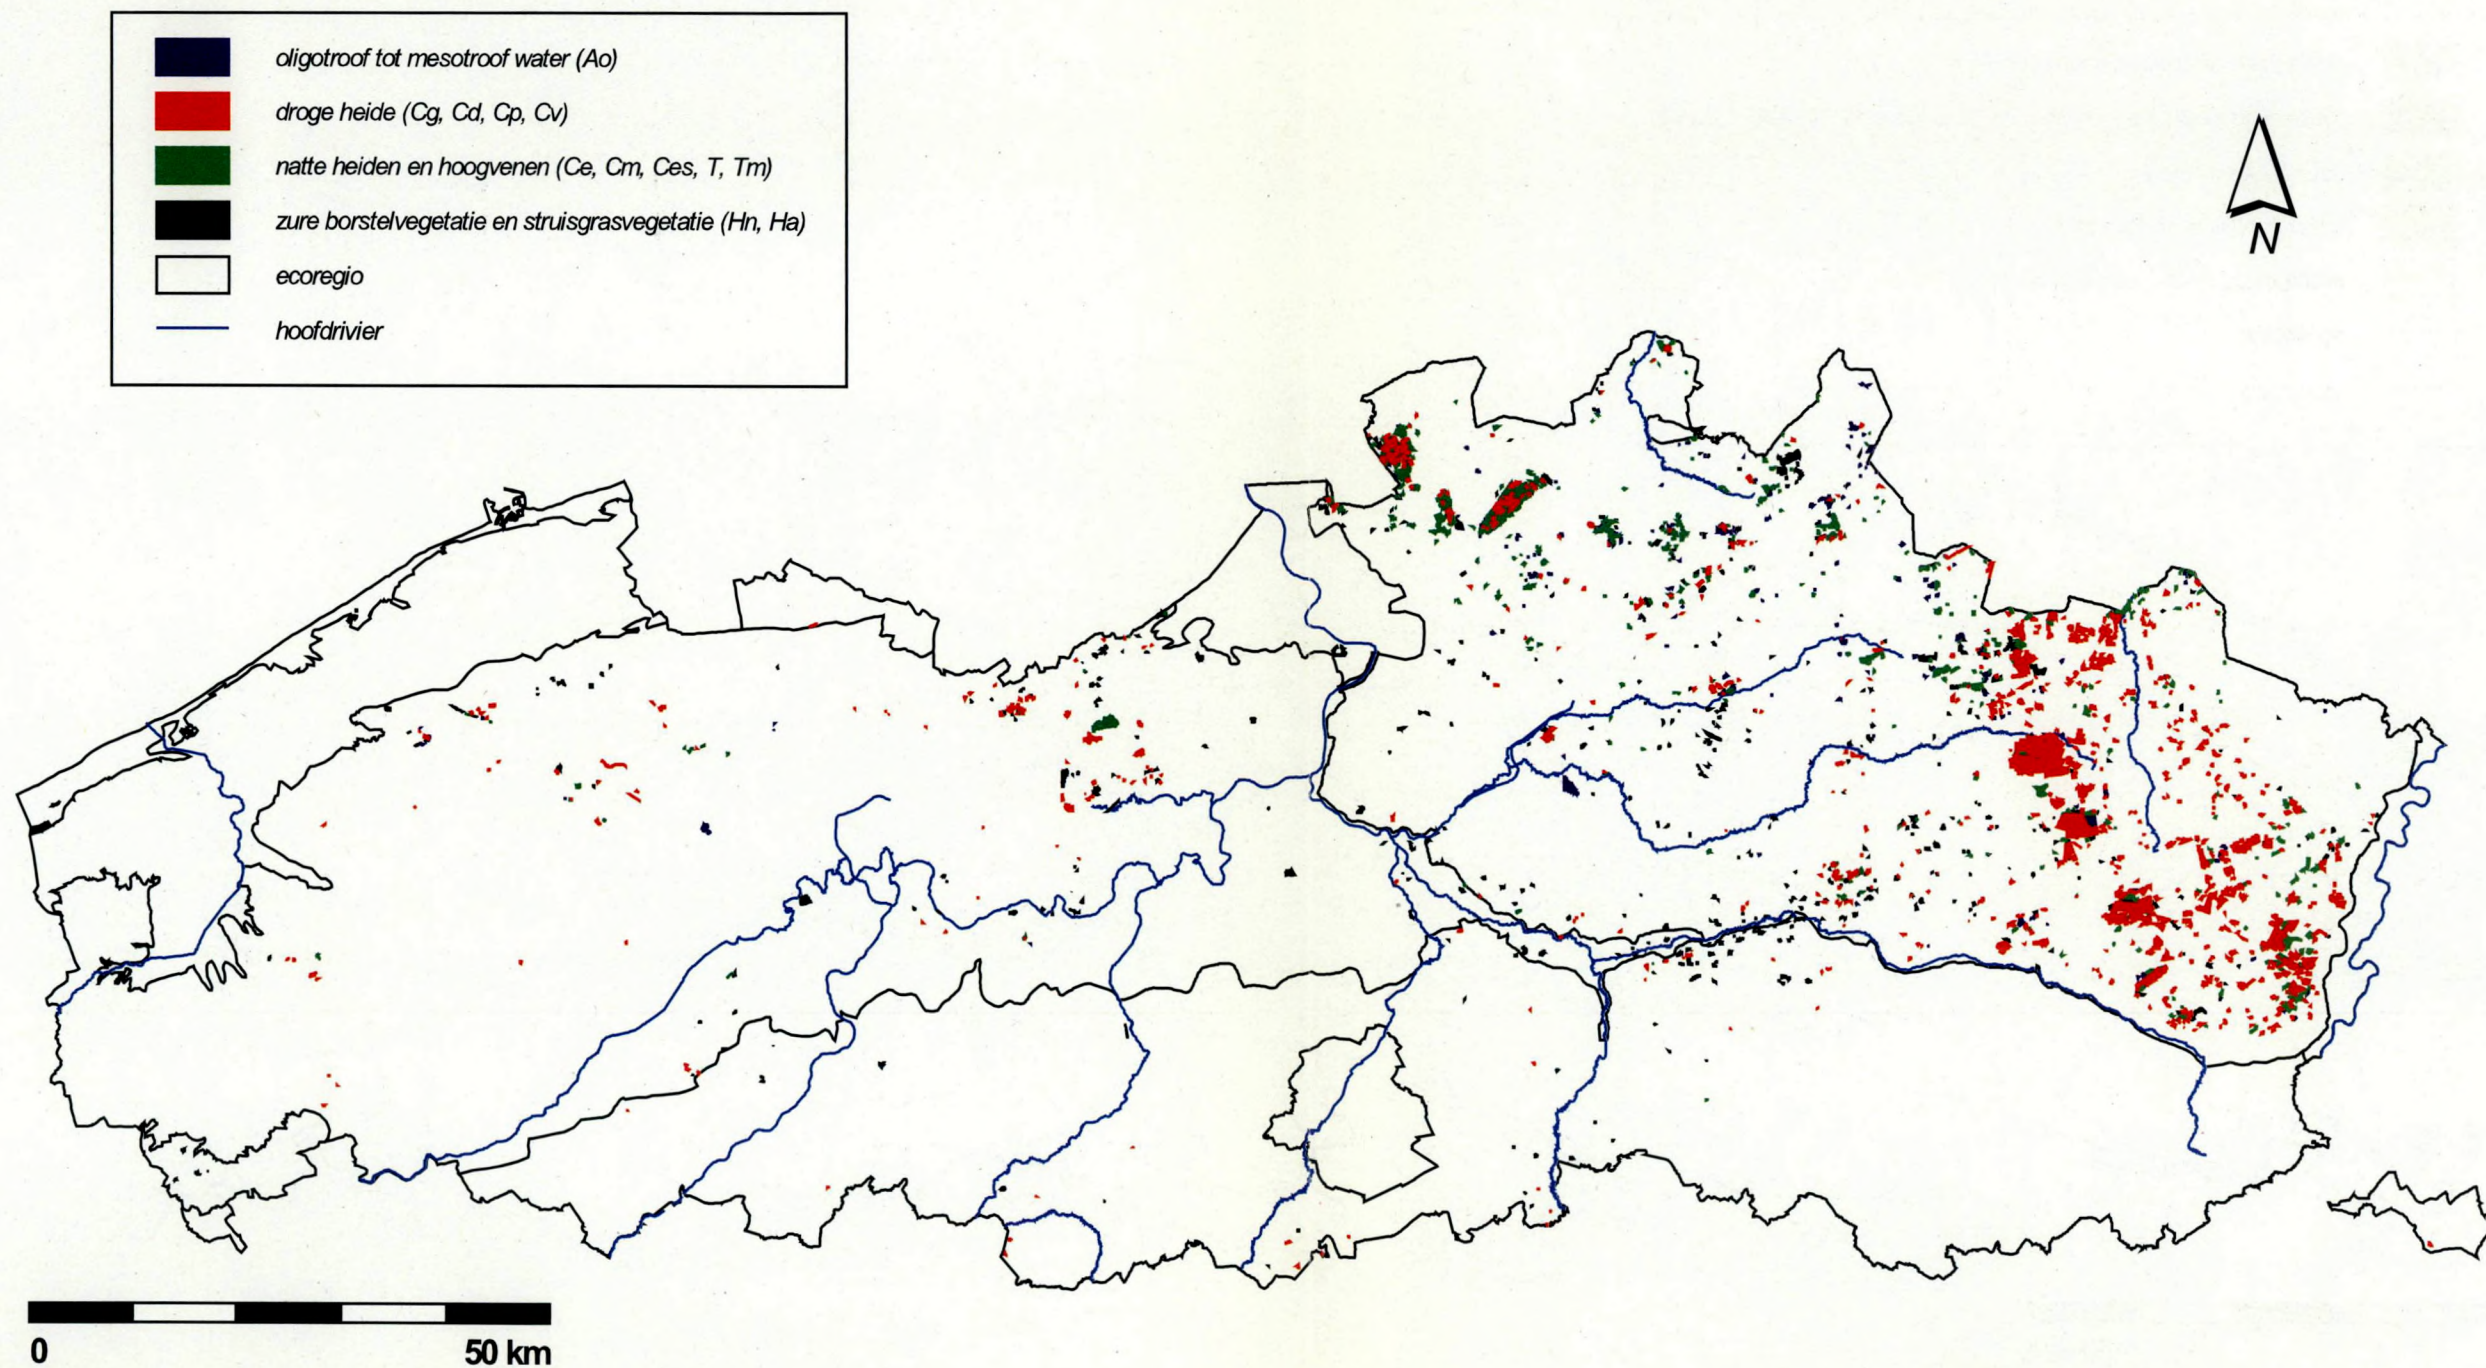 oligotroof tot mesotroof water (Ao)
droge heide (Cg, Cd, Cp, Cv)
natte heiden en hoogvenen (Ce, Cm, Ces, T, Tm)
zure borstelvegetatie en struisgrasvegetatie (Hn, Ha)
ecoregio
hoofdrivier
N
0 50 km